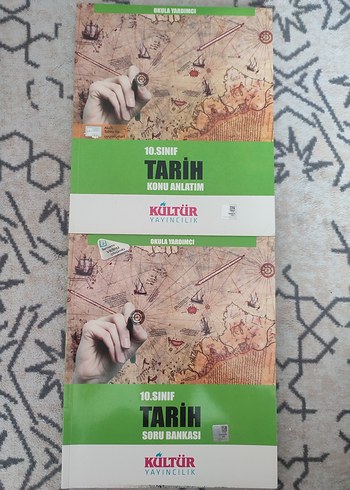 OKULA YARDIMCI
10.SINIF
TARİH
KONU ANLATIM
KÜLTÜR
YAYINCILIK
OKULA YARDIMCI
10.SINIF
TARİH
SORU BANKASI
KÜLTÜR
YAYINCILIK